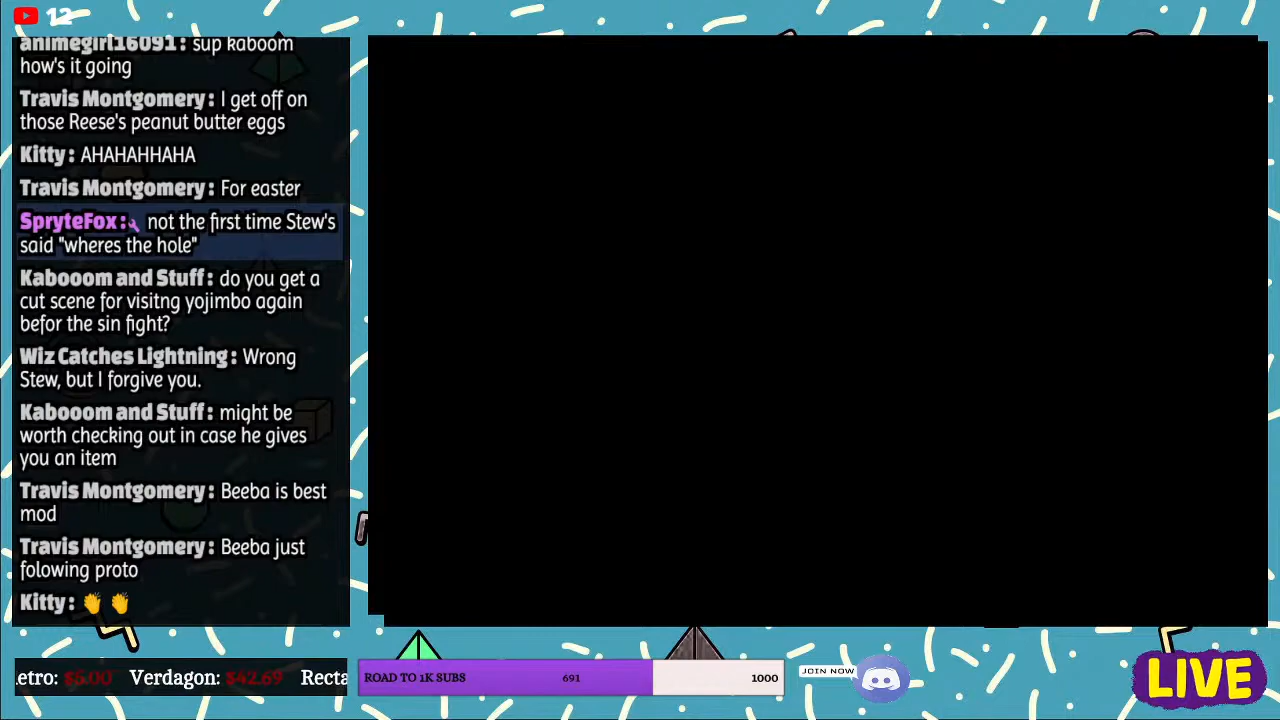 12
animegirl16091: sup kaboom
how's it going
Travis Montgomery: I get off on
those Reese's peanut butter eggs
Kitty: AHAHAHHAHA
Travis Montgomery: For easter
SpryteFox: not the first time Stew's
said "wheres the hole"
Kabooom and Stuff: do you get a
cut scene for visitng yojimbo again
befor the sin fight?
Wiz Catches Lightning: Wrong
Stew, but I forgive you.
Kabooom and Stuff: might be
worth checking out in case he gives
you an item
Travis Montgomery: Beeba is best
mod
Travis Montgomery: Beeba just
folowing proto
Kitty: 👏 👏
etro: $5.00 Verdagon: $42.69 Recta
ROAD TO 1K SUBS 691 1000
JOIN NOW
LIVE